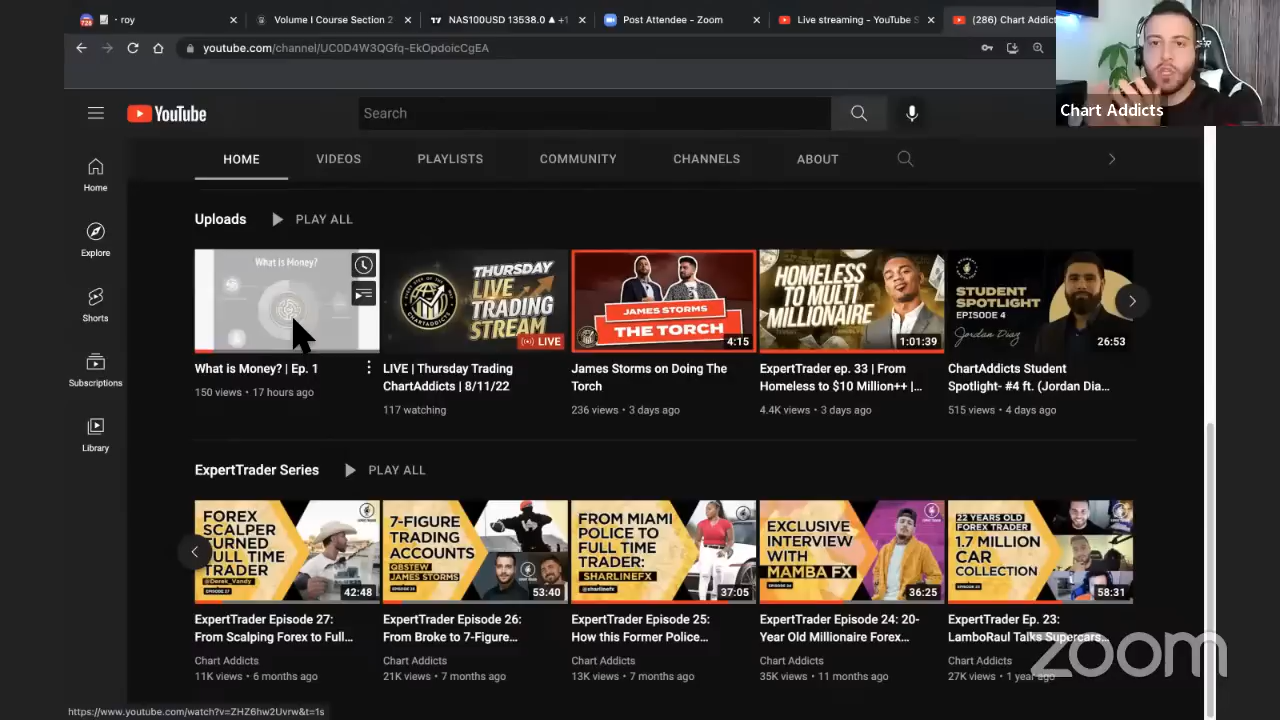 roy
Volume I Course Section 2
NAS100USD 13538.0 ▲ +1
Post Attendee - Zoom
Live streaming - YouTube S
(286) Chart Addict
youtube.com/channel/UC0D4W3QGfq-EkOpdoicCgEA
Chart Addicts
YouTube
Search
HOME
VIDEOS
PLAYLISTS
COMMUNITY
CHANNELS
ABOUT
Home
Explore
Shorts
Subscriptions
Library
Uploads
PLAY ALL
What is Money?
What is Money? | Ep. 1
150 views • 17 hours ago
CHARTADDICTS
THURSDAY
LIVE
TRADING
STREAM
LIVE
LIVE | Thursday Trading
ChartAddicts | 8/11/22
117 watching
JAMES STORMS
THE TORCH
4:15
James Storms on Doing The
Torch
236 views • 3 days ago
HOMELESS
TO MULTI
MILLIONAIRE
1:01:39
ExpertTrader ep. 33 | From
Homeless to $10 Million++ |...
4.4K views • 3 days ago
STUDENT
SPOTLIGHT
EPISODE 4
Jordan Diaz
26:53
ChartAddicts Student
Spotlight- #4 ft. (Jordan Dia...
515 views • 4 days ago
ExpertTrader Series
PLAY ALL
FOREX
SCALPER
TURNED
FULL TIME
TRADER
@Derek_Vandy
42:48
ExpertTrader Episode 27:
From Scalping Forex to Full...
Chart Addicts
11K views • 6 months ago
7-FIGURE
TRADING
ACCOUNTS
QBSTEW
JAMES STORMS
53:40
ExpertTrader Episode 26:
From Broke to 7-Figure...
Chart Addicts
21K views • 7 months ago
FROM MIAMI
POLICE TO
FULL TIME
TRADER:
SHARLINEFX
@sharlinefx
37:05
ExpertTrader Episode 25:
How this Former Police...
Chart Addicts
13K views • 7 months ago
EXCLUSIVE
INTERVIEW
WITH
MAMBA FX
36:25
ExpertTrader Episode 24: 20-
Year Old Millionaire Forex...
Chart Addicts
35K views • 11 months ago
22 YEARS OLD
FOREX TRADER
1.7 MILLION
CAR
COLLECTION
58:31
ExpertTrader Ep. 23:
LamboRaul Talks Supercars...
Chart Addicts
27K views • 1 year ago
zoom
https://www.youtube.com/watch?v=ZHZ6hw2Uvrw&t=1s